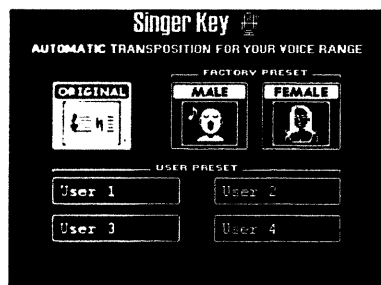 Singer Key
AUTOMATIC TRANSPOSITION FOR YOUR VOICE RANGE
FACTORY PRESET
ORIGINAL MALE FEMALE
USER PRESET
User 1 User 2
User 3 User 4